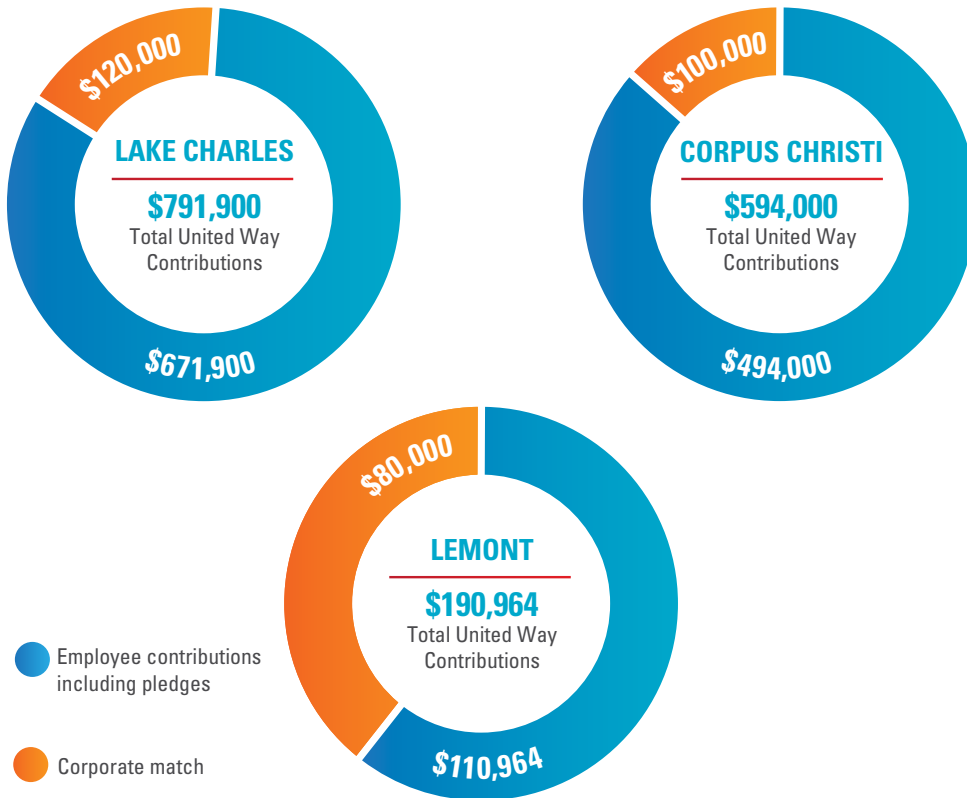 $120,000
LAKE CHARLES
$791,900
Total United Way
Contributions
$671,900
$100,000
CORPUS CHRISTI
$594,000
Total United Way
Contributions
$494,000
$80,000
LEMONT
$190,964
Total United Way
Contributions
$110,964
Employee contributions
including pledges
Corporate match